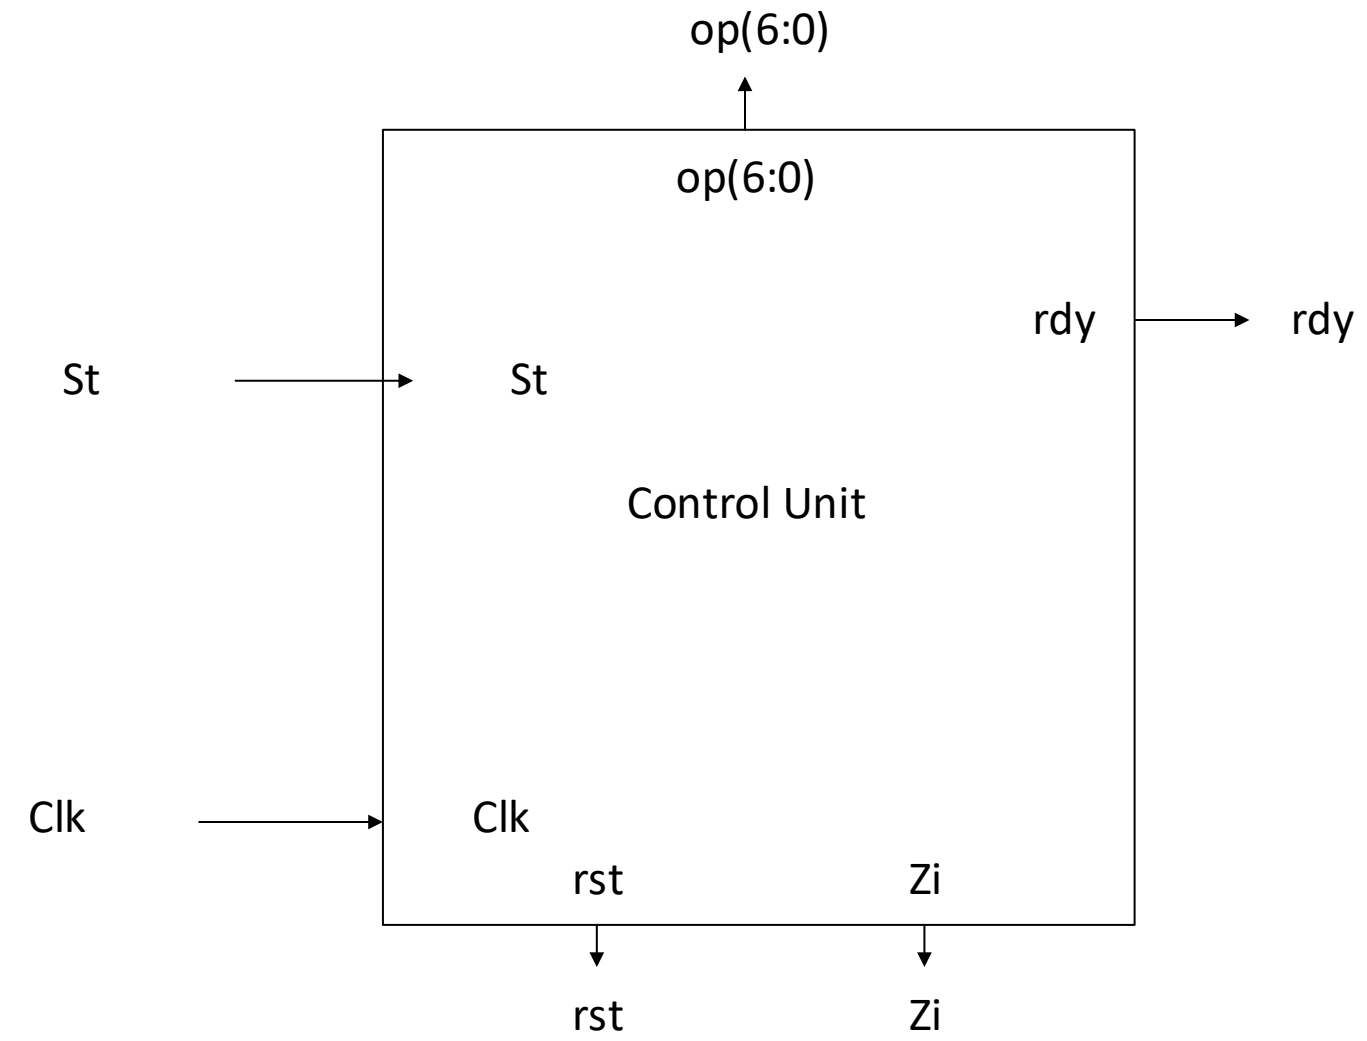 op(6:0)
op(6:0)
rdy
rdy
St
St
Control Unit
Clk
Clk
rst
Zi
rst
Zi